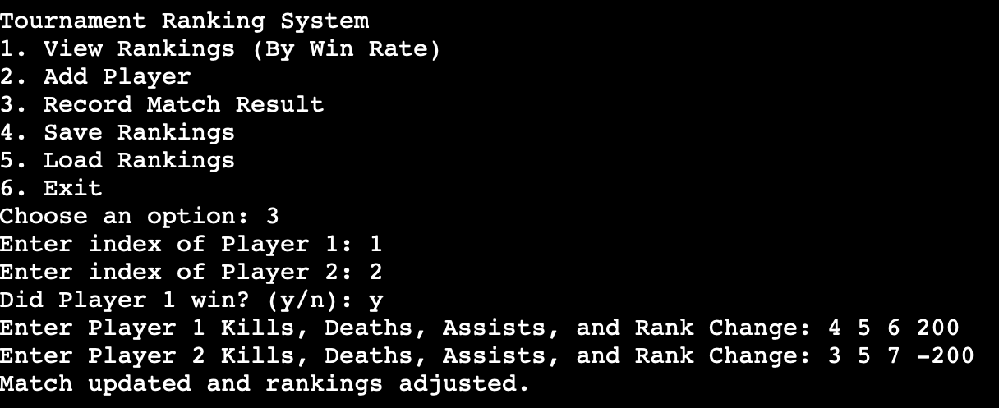 Tournament Ranking System
1. View Rankings (By Win Rate)
2. Add Player
3. Record Match Result
4. Save Rankings
5. Load Rankings
6. Exit
Choose an option: 3
Enter index of Player 1: 1
Enter index of Player 2: 2
Did Player 1 win? (y/n): y
Enter Player 1 Kills, Deaths, Assists, and Rank Change: 4 5 6 200
Enter Player 2 Kills, Deaths, Assists, and Rank Change: 3 5 7 -200
Match updated and rankings adjusted.